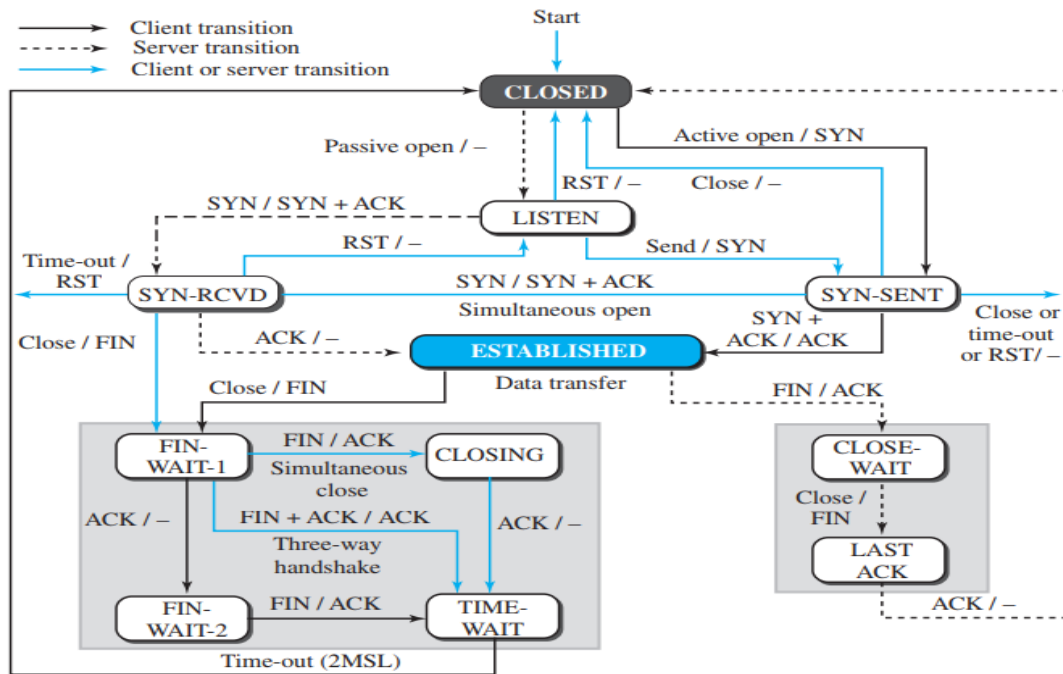 Start
Client transition
Server transition
Client or server transition
CLOSED
Active open / SYN
Passive open / –
RST / –
Close / –
SYN / SYN + ACK
LISTEN
RST / –
Send / SYN
Time-out /
RST
SYN-RCVD
SYN / SYN + ACK
Simultaneous open
SYN-SENT
Close or
time-out
or RST/ –
Close / FIN
ACK / –
SYN +
ACK / ACK
ESTABLISHED
Data transfer
Close / FIN
FIN / ACK
FIN-
WAIT-1
FIN / ACK
Simultaneous
close
CLOSING
CLOSE-
WAIT
ACK / –
FIN + ACK / ACK
Three-way
handshake
ACK / –
Close /
FIN
LAST
ACK
FIN-
WAIT-2
FIN / ACK
TIME-
WAIT
ACK / –
Time-out (2MSL)